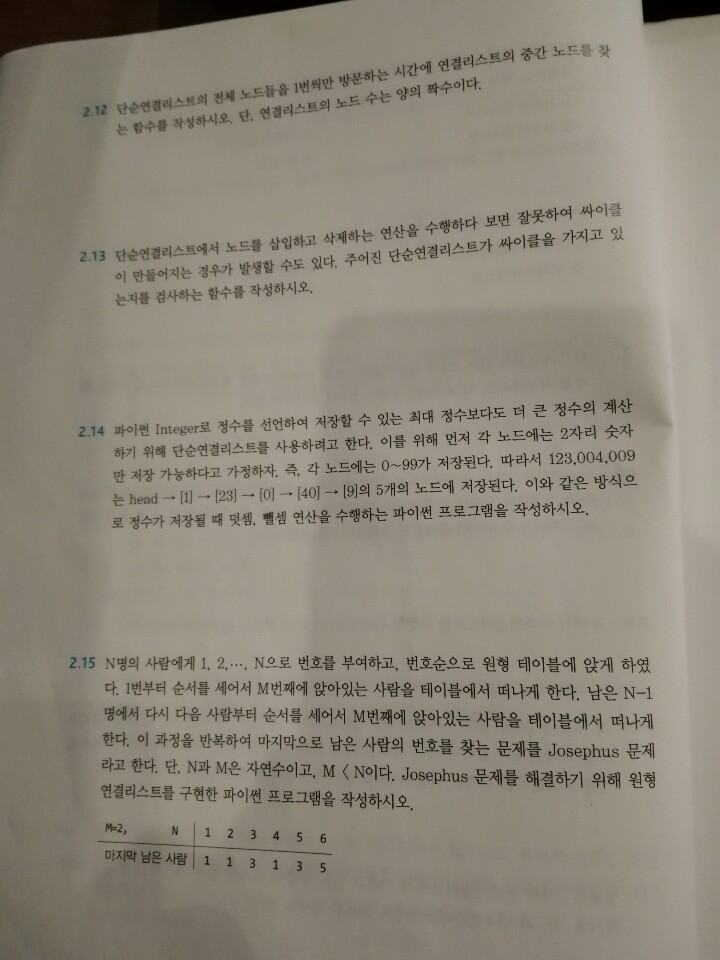 2.12 단순연결리스트의 전체 노드들을 1번씩만 방문하는 시간에 연결리스트의 중간 노드를 찾
는 함수를 작성하시오. 단, 연결리스트의 노드 수는 양의 짝수이다.
2.13 단순연결리스트에서 노드를 삽입하고 삭제하는 연산을 수행하다 보면 잘못하여 싸이클
이 만들어지는 경우가 발생할 수도 있다. 주어진 단순연결리스트가 싸이클을 가지고 있
는지를 검사하는 함수를 작성하시오.
2.14 파이썬 Integer로 정수를 선언하여 저장할 수 있는 최대 정수보다도 더 큰 정수의 계산
하기 위해 단순연결리스트를 사용하려고 한다. 이를 위해 먼저 각 노드에는 2자리 숫자
만 저장 가능하다고 가정하자. 즉, 각 노드에는 0~99가 저장된다. 따라서 123,004,009
는 head → [1] → [23] → [0] → [40] → [9]의 5개의 노드에 저장된다. 이와 같은 방식으
로 정수가 저장될 때 덧셈, 뺄셈 연산을 수행하는 파이썬 프로그램을 작성하시오.
2.15 N명의 사람에게 1, 2,⋯, N으로 번호를 부여하고, 번호순으로 원형 테이블에 앉게 하였
다. 1번부터 순서를 세어서 M번째에 앉아있는 사람을 테이블에서 떠나게 한다. 남은 N-1
명에서 다시 다음 사람부터 순서를 세어서 M번째에 앉아있는 사람을 테이블에서 떠나게
한다. 이 과정을 반복하여 마지막으로 남은 사람의 번호를 찾는 문제를 Josephus 문제
라고 한다. 단, N과 M은 자연수이고, M < N이다. Josephus 문제를 해결하기 위해 원형
연결리스트를 구현한 파이썬 프로그램을 작성하시오.
M=2, N 1 2 3 4 5 6
마지막 남은 사람 1 1 3 1 3 5